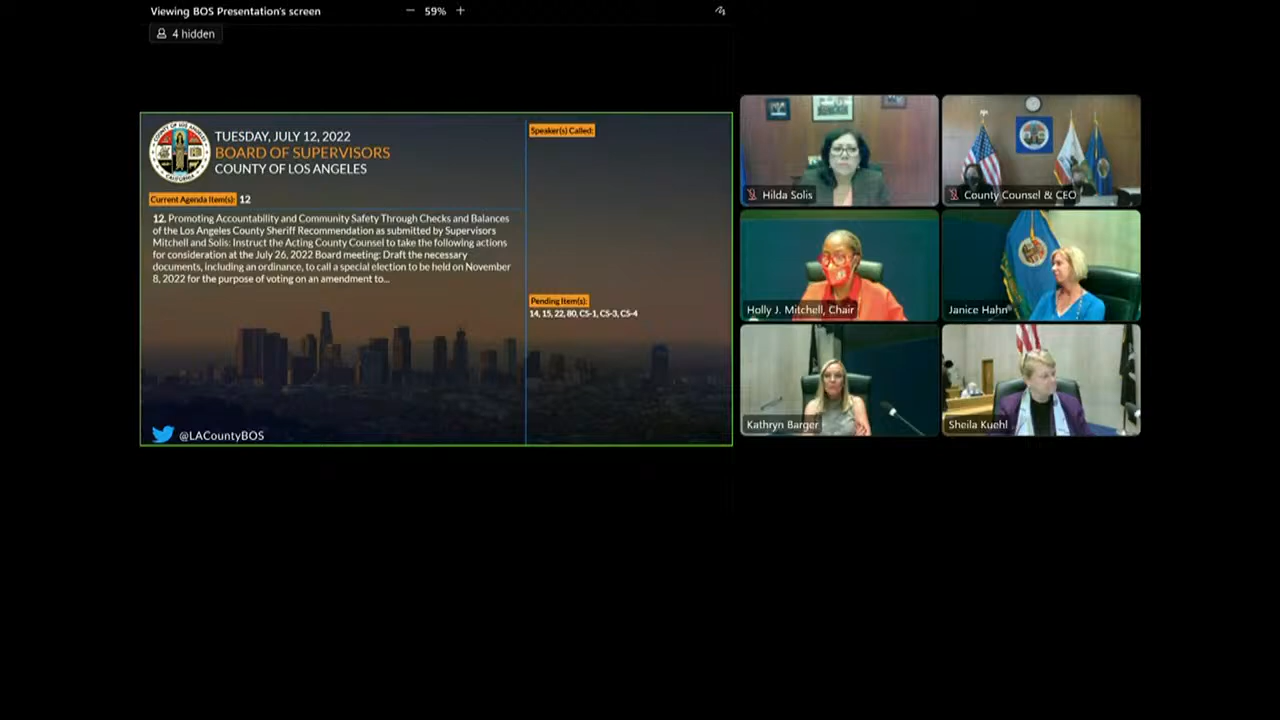 Viewing BOS Presentation's screen
59%
4 hidden
TUESDAY, JULY 12, 2022
BOARD OF SUPERVISORS
COUNTY OF LOS ANGELES
Current Agenda Item(s): 12
12. Promoting Accountability and Community Safety Through Checks and Balances
of the Los Angeles County Sheriff Recommendation as submitted by Supervisors
Mitchell and Solis: Instruct the Acting County Counsel to take the following actions
for consideration at the July 26, 2022 Board meeting: Draft the necessary
documents, including an ordinance, to call a special election to be held on November
8, 2022 for the purpose of voting on an amendment to...
@LACountyBOS
Speaker(s) Called:
Pending Item(s):
14, 15, 22, 80, CS-1, CS-3, CS-4
Hilda Solis
County Counsel & CEO
Holly J. Mitchell, Chair
Janice Hahn
Kathryn Barger
Sheila Kuehl